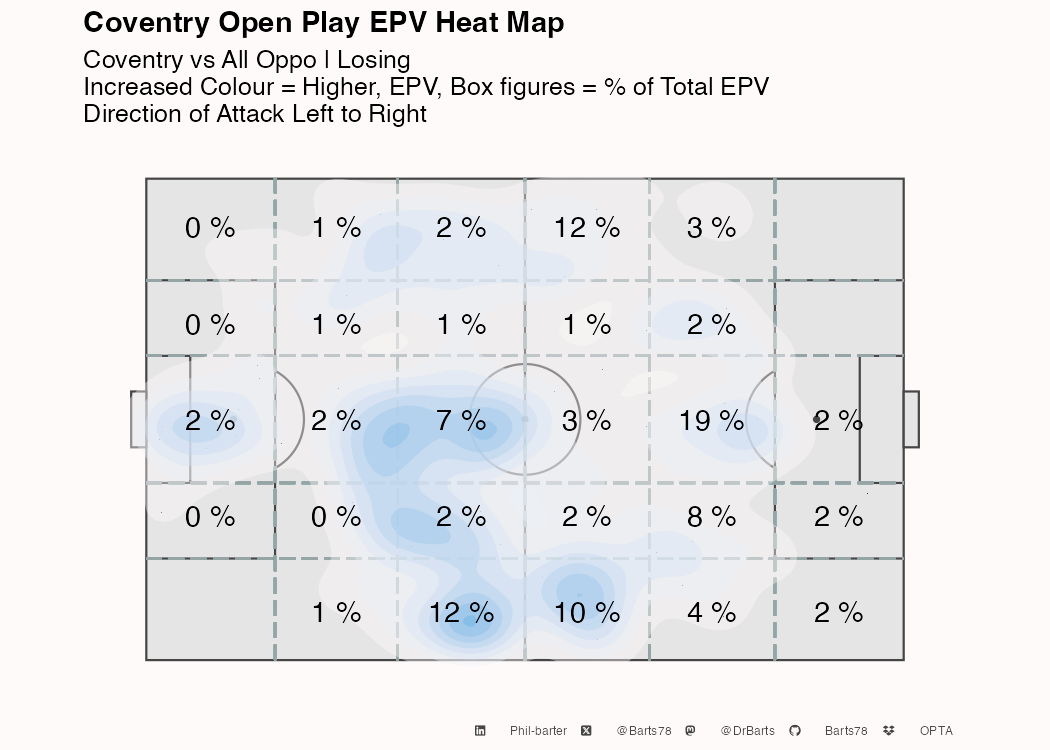 Coventry Open Play EPV Heat Map
Coventry vs All Oppo | Losing
Increased Colour = Higher, EPV, Box figures = % of Total EPV
Direction of Attack Left to Right
0 % 1 % 2 % 12 % 3 %
0 % 1 % 1 % 1 % 2 %
2 % 2 % 7 % 3 % 19 % 2 %
0 % 0 % 2 % 2 % 8 % 2 %
1 % 12 % 10 % 4 % 2 %
Phil-barter @Barts78 @DrBarts Barts78 OPTA